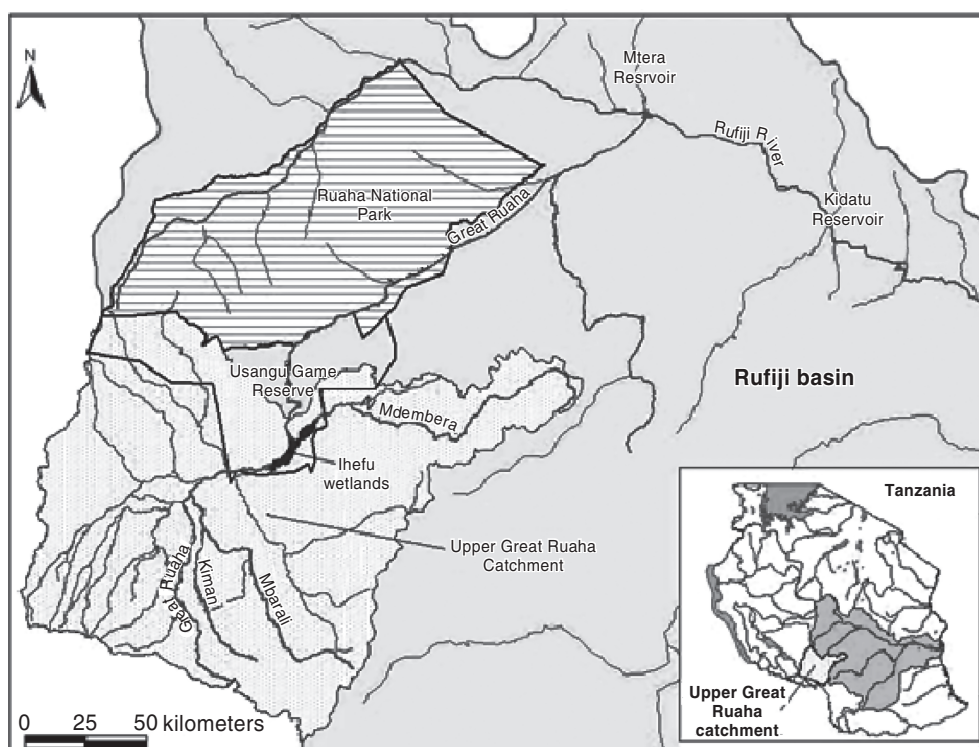 N
Mtera
Resrvoir
Rufiji River
Ruaha National
Park
Great Ruaha
Kidatu
Reservoir
Usangu Game
Reserve
Rufiji basin
Mdembera
Ihefu
wetlands
Upper Great Ruaha
Catchment
Great Ruaha
Kimani
Mbarali
0 25 50 kilometers
Tanzania
Upper Great
Ruaha
catchment